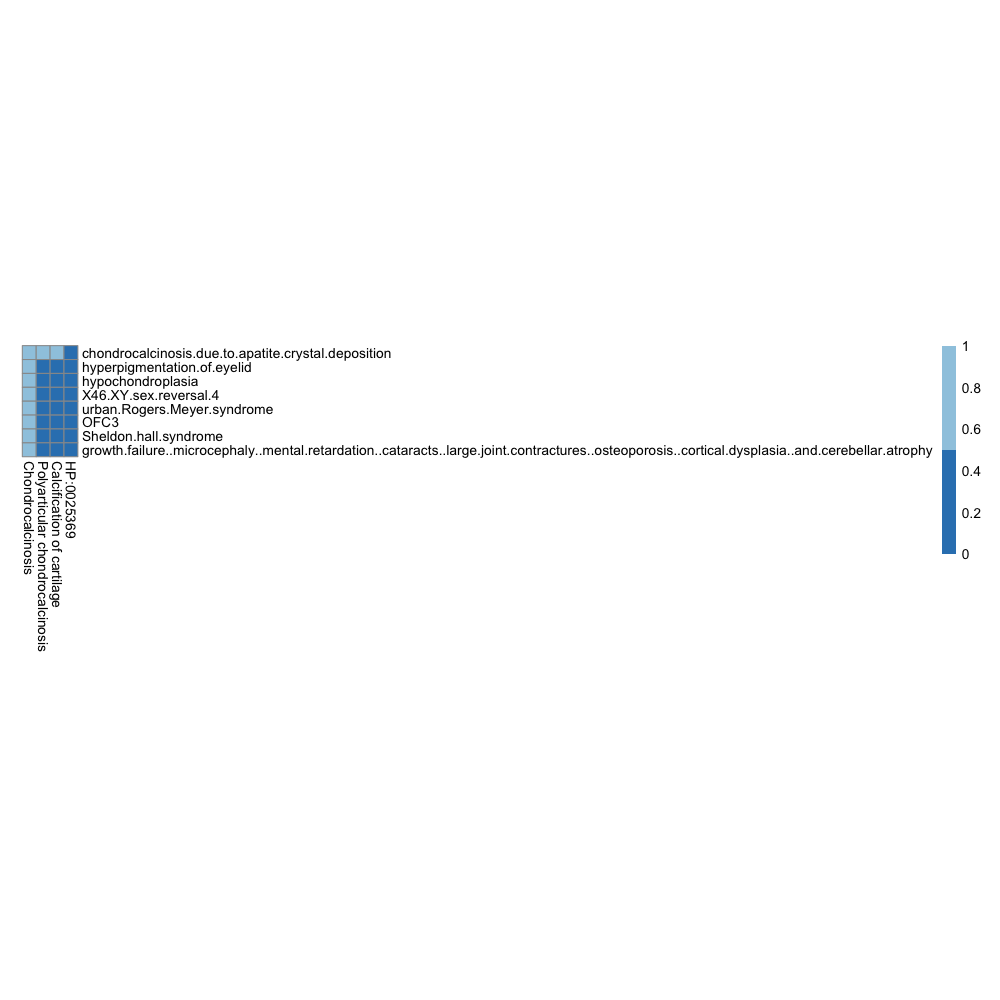 chondrocalcinosis.due.to.apatite.crystal.deposition
hyperpigmentation.of.eyelid
hypochondroplasia
X46.XY.sex.reversal.4
urban.Rogers.Meyer.syndrome
OFC3
Sheldon.hall.syndrome
growth.failure..microcephaly..mental.retardation..cataracts..large.joint.contractures..osteoporosis..cortical.dysplasia..and.cerebellar.atrophy
Chondrocalcinosis
Polyarticular chondrocalcinosis
Calcification of cartilage
HP:0025369
1
0.8
0.6
0.4
0.2
0